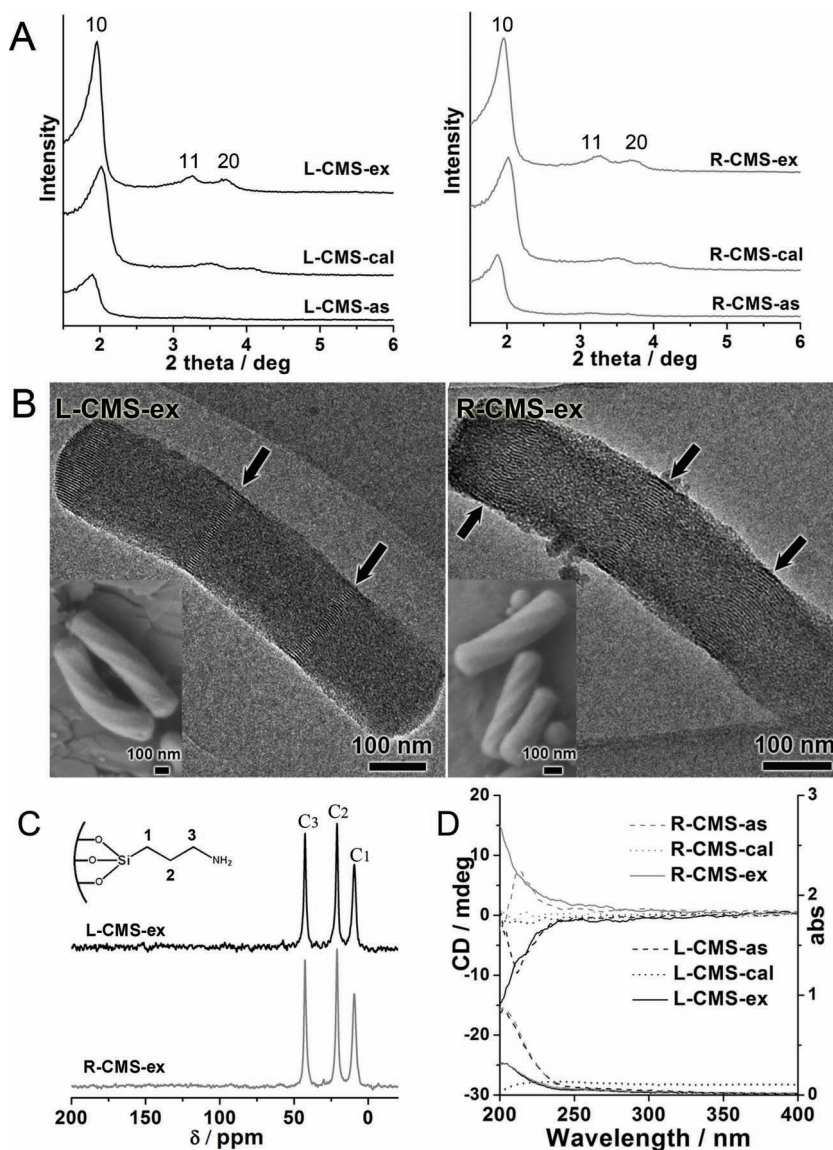 A
10
11 20
L-CMS-ex
L-CMS-cal
L-CMS-as
Intensity
2 3 4 5 6
2 theta / deg
10
11 20
R-CMS-ex
R-CMS-cal
R-CMS-as
Intensity
2 3 4 5 6
2 theta / deg
B
L-CMS-ex
100 nm
100 nm
R-CMS-ex
100 nm
100 nm
C
O
O
O
Si
1
2
3
NH2
C3
C2
C1
L-CMS-ex
R-CMS-ex
200 150 100 50 0
δ / ppm
D
20
10
0
-10
-20
-30
CD / mdeg
R-CMS-as
R-CMS-cal
R-CMS-ex
L-CMS-as
L-CMS-cal
L-CMS-ex
3
2
1
0
abs
200 250 300 350 400
Wavelength / nm